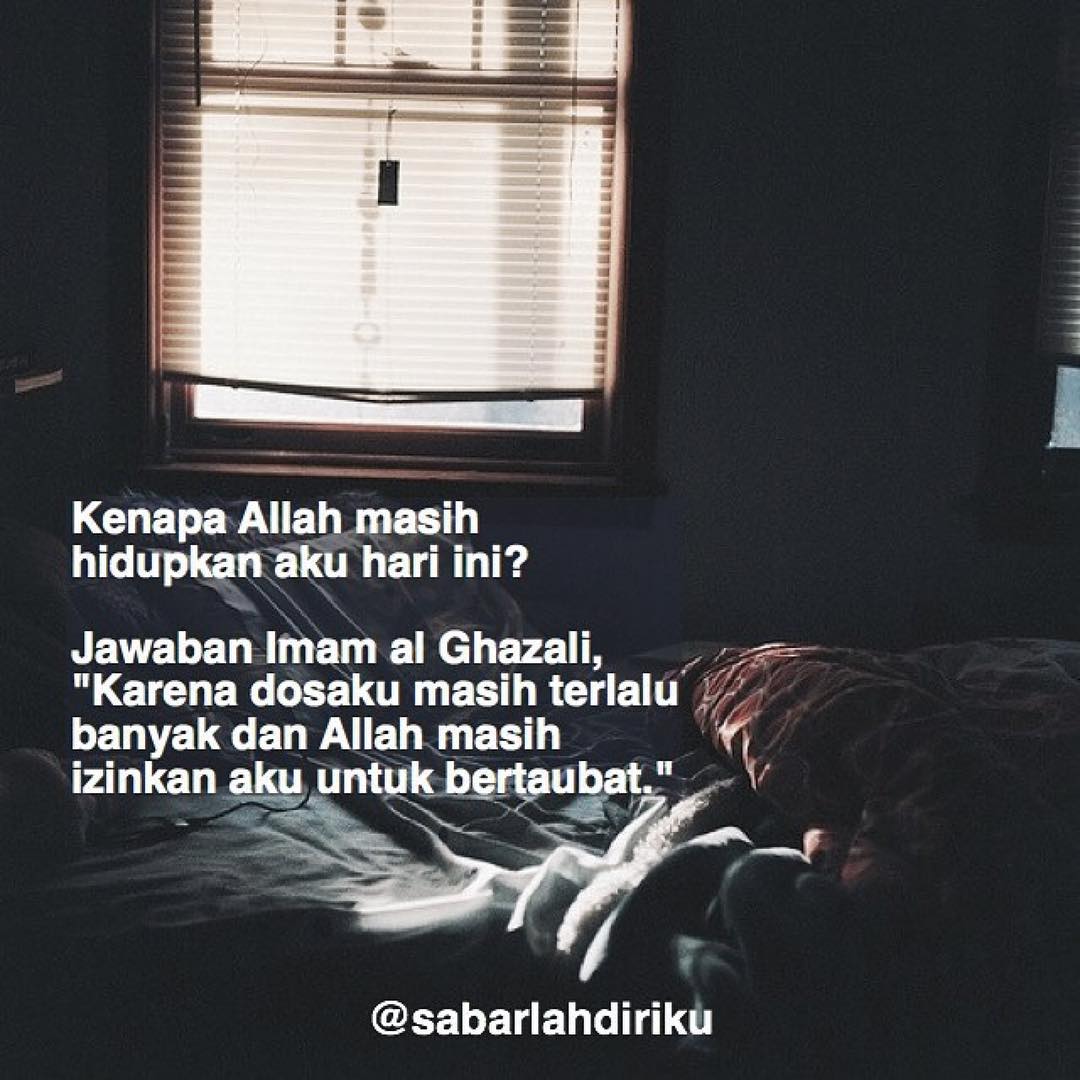 Kenapa Allah masih
hidupkan aku hari ini?
Jawaban Imam al Ghazali,
"Karena dosaku masih terlalu
banyak dan Allah masih
izinkan aku untuk bertaubat."
@sabarlahdiriku